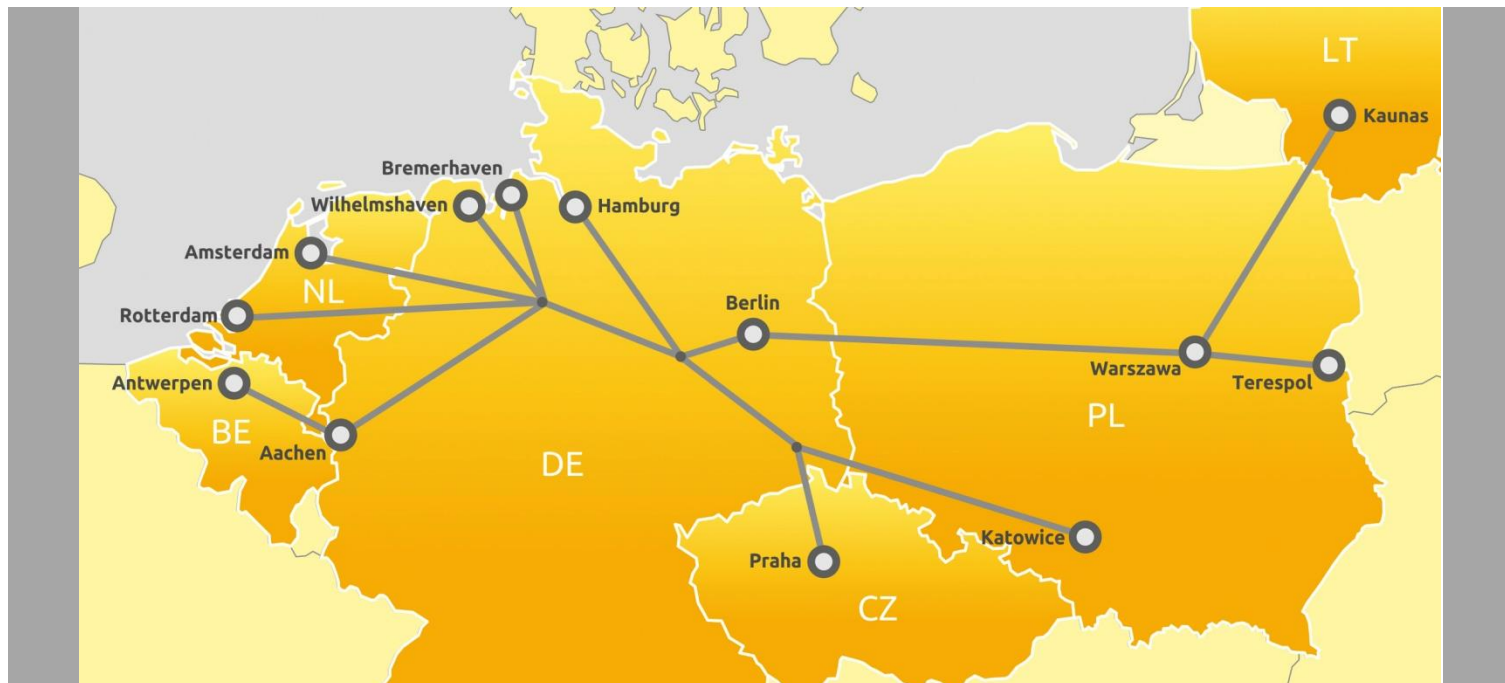 LT
Kaunas
Bremerhaven
Wilhelmshaven
Hamburg
Amsterdam
NL
Rotterdam
Berlin
Warszawa
Terespol
Antwerpen
BE
PL
Aachen
DE
Katowice
Praha
CZ